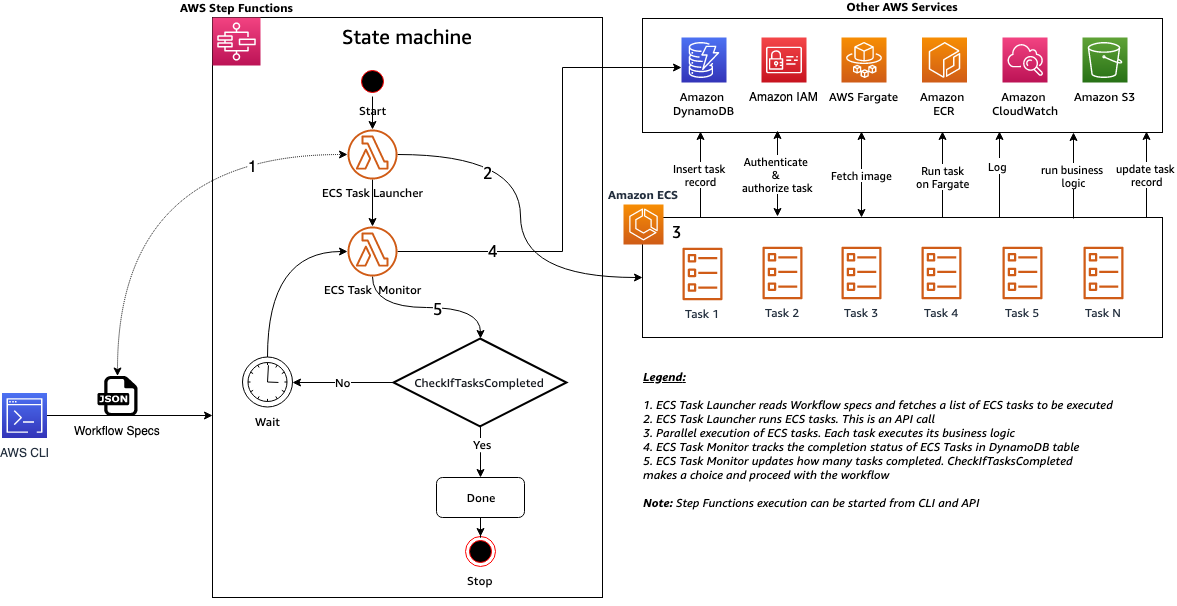 AWS Step Functions
Other AWS Services
State machine
Start
ECS Task Launcher
1
2
ECS Task Monitor
4
5
CheckIfTasksCompleted
No
Wait
Yes
Done
Stop
JSON
Workflow Specs
AWS CLI
Amazon
DynamoDB
Amazon IAM
AWS Fargate
Amazon
ECR
Amazon
CloudWatch
Amazon S3
Insert task
record
Authenticate
&
authorize task
Fetch image
Run task
on Fargate
Log
run business
logic
update task
record
Amazon ECS
3
Task 1
Task 2
Task 3
Task 4
Task 5
Task N
Legend:
1. ECS Task Launcher reads Workflow specs and fetches a list of ECS tasks to be executed
2. ECS Task Launcher runs ECS tasks. This is an API call
3. Parallel execution of ECS tasks. Each task executes its business logic
4. ECS Task Monitor tracks the completion status of ECS Tasks in DynamoDB table
5. ECS Task Monitor updates how many tasks completed. CheckIfTasksCompleted
makes a choice and proceed with the workflow
Note: Step Functions execution can be started from CLI and API